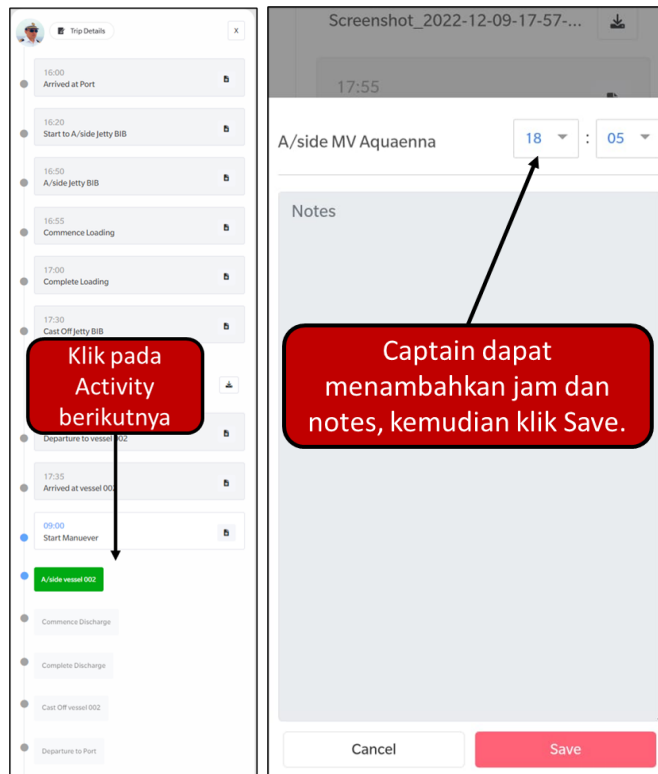 Trip Details
X
16:00
Arrived at Port
16:20
Start to A/side Jetty BIB
16:50
A/side Jetty BIB
16:55
Commence Loading
17:00
Complete Loading
17:30
Cast Off Jetty BIB
Klik pada
Activity
berikutnya
Departure to vessel 002
17:35
Arrived at vessel 002
09:00
Start Manuever
A/side vessel 002
Commence Discharge
Complete Discharge
Cast Off vessel 002
Departure to Port
Screenshot_2022-12-09-17-57-...
17:55
A/side MV Aquaenna
18 : 05
Notes
Captain dapat
menambahkan jam dan
notes, kemudian klik Save.
Cancel
Save